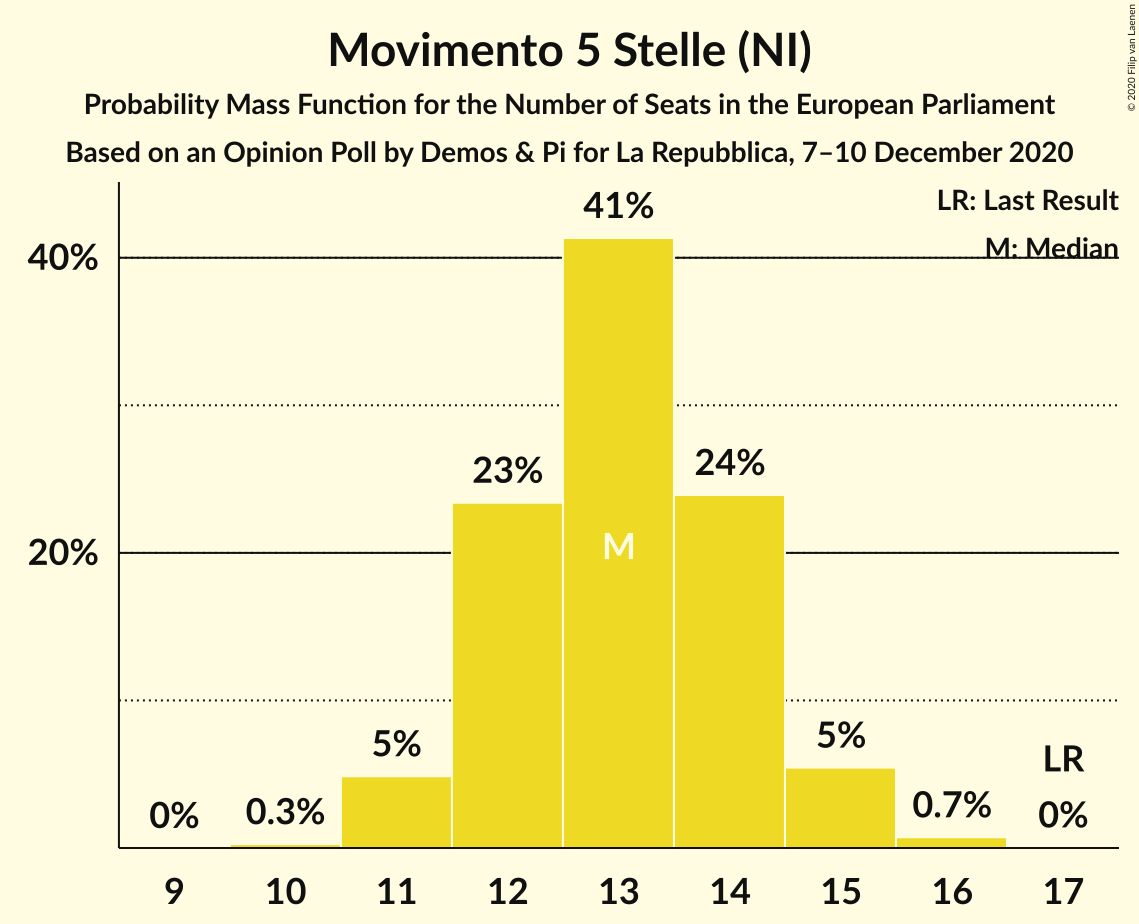 Movimento 5 Stelle (NI)
Probability Mass Function for the Number of Seats in the European Parliament
Based on an Opinion Poll by Demos & Pi for La Repubblica, 7–10 December 2020
© 2020 Filip van Laenen
LR: Last Result
M: Median
40%
20%
0%
0.3%
5%
23%
41%
M
24%
5%
0.7%
LR
0%
9 10 11 12 13 14 15 16 17